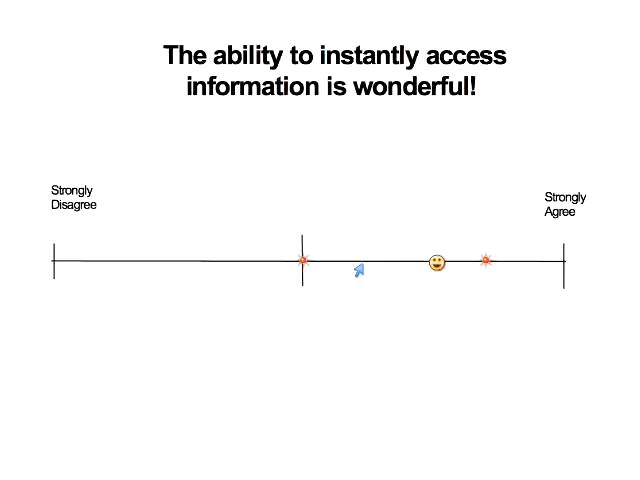 The ability to instantly access
information is wonderful!
Strongly
Disagree
Strongly
Agree